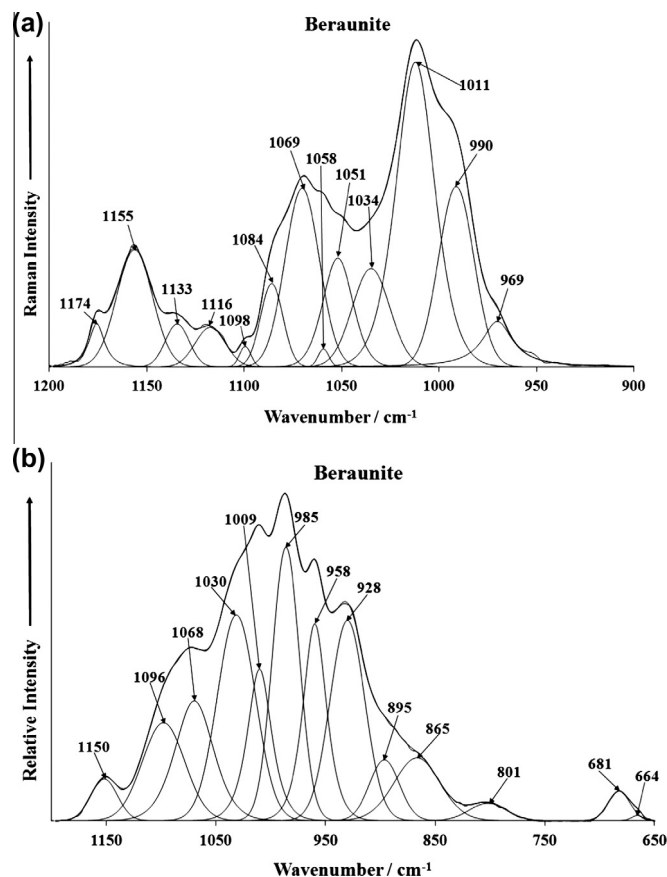 (a)
Beraunite
Raman Intensity
1011
1069
1058
1051
990
1155
1034
1084
1174
1133
1116
1098
969
1200 1150 1100 1050 1000 950 900
Wavenumber / cm-1
(b)
Beraunite
Relative Intensity
1009
985
1030
958
928
1068
1096
1150
895
865
801
681
664
1150 1050 950 850 750 650
Wavenumber / cm-1